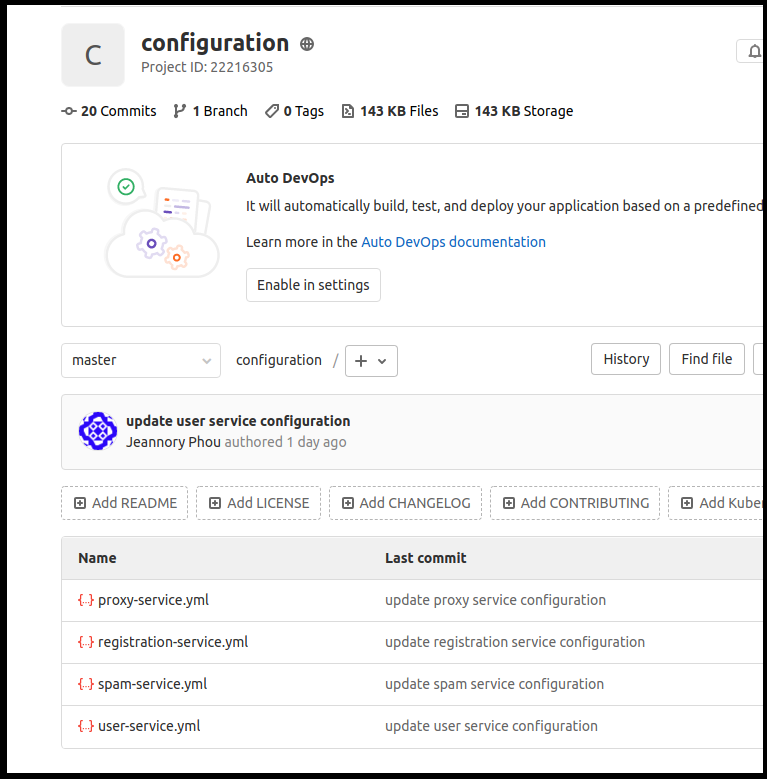 C
configuration
Project ID: 22216305
20 Commits 1 Branch 0 Tags 143 KB Files 143 KB Storage
Auto DevOps
It will automatically build, test, and deploy your application based on a predefined
Learn more in the Auto DevOps documentation
Enable in settings
master configuration / + History Find file
update user service configuration
Jeannory Phou authored 1 day ago
Add README Add LICENSE Add CHANGELOG Add CONTRIBUTING Add Kuber
Name Last commit
{..} proxy-service.yml update proxy service configuration
{..} registration-service.yml update registration service configuration
{..} spam-service.yml update spam service configuration
{..} user-service.yml update user service configuration